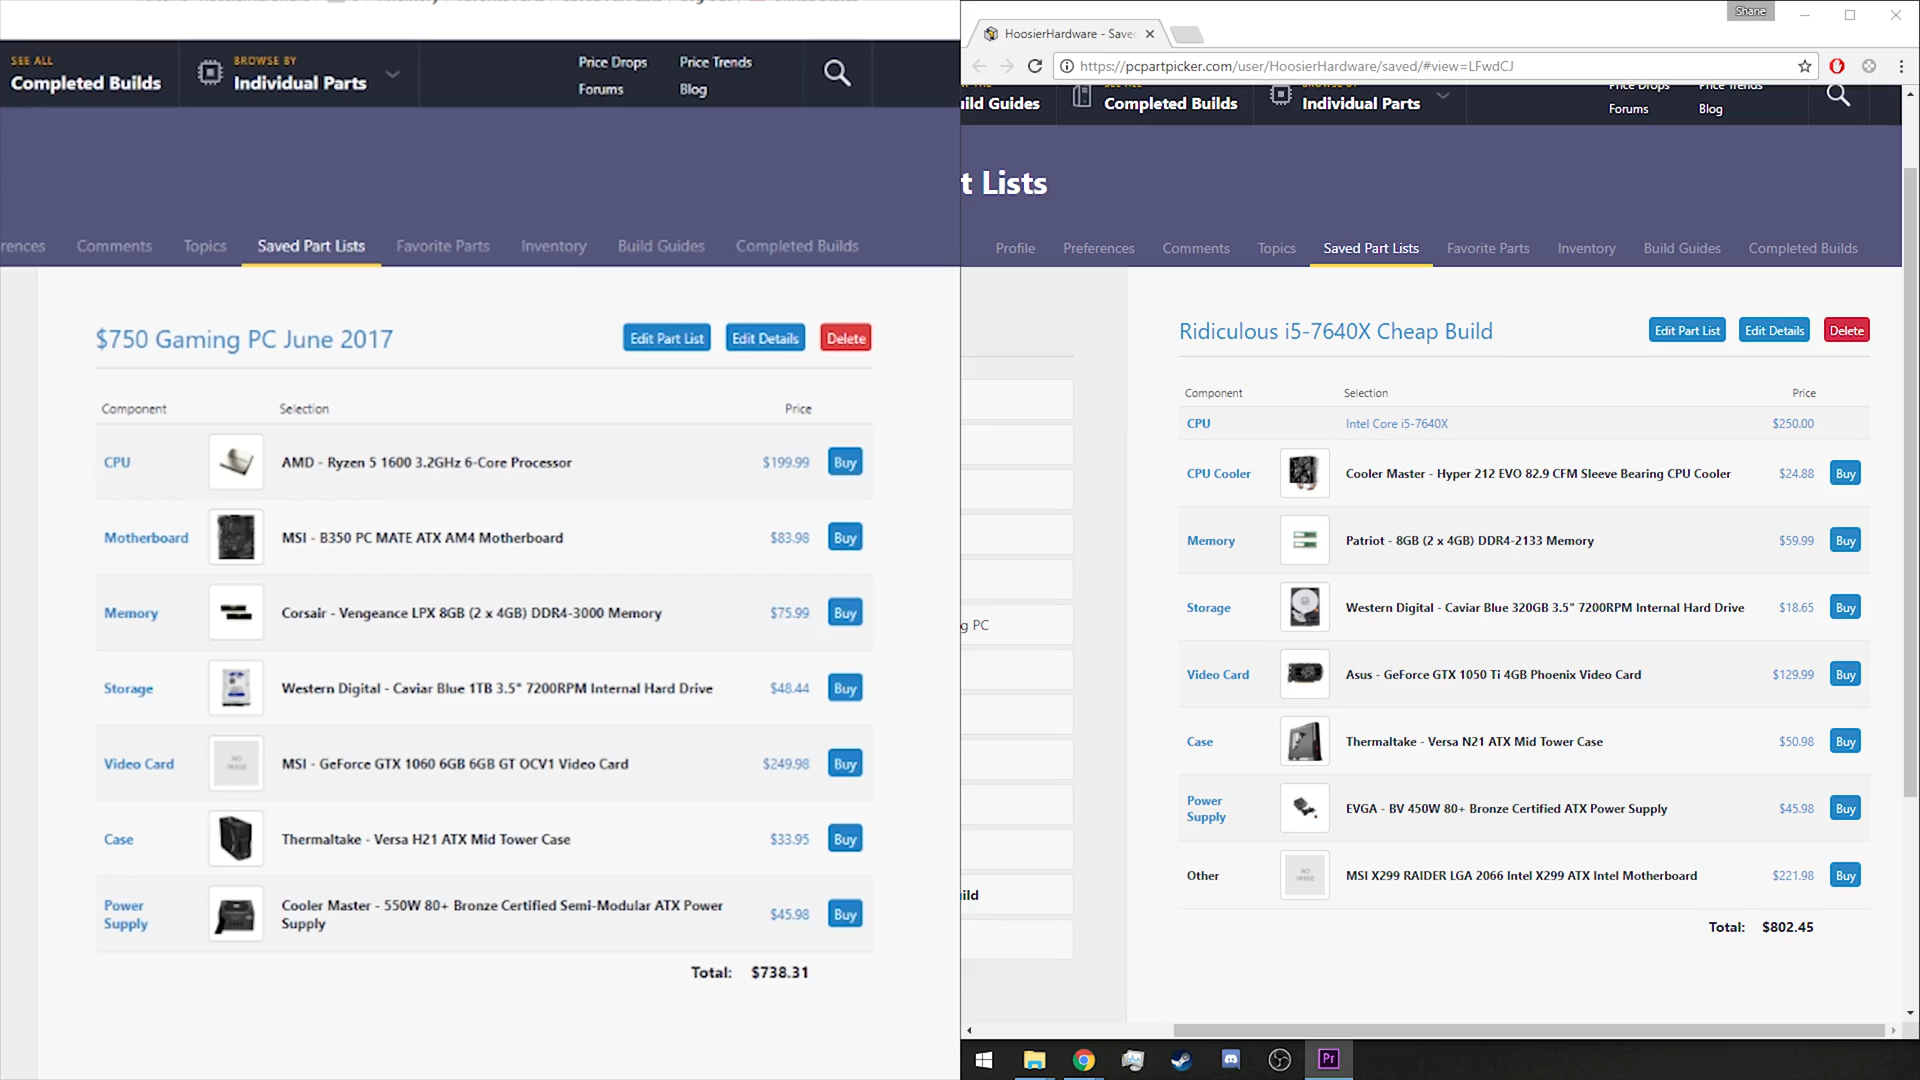 SEE ALL
Completed Builds
BROWSE BY
Individual Parts
Price Drops
Price Trends
Forums
Blog
rences
Comments
Topics
Saved Part Lists
Favorite Parts
Inventory
Build Guides
Completed Builds
$750 Gaming PC June 2017
Edit Part List
Edit Details
Delete
Component Selection Price
CPU AMD - Ryzen 5 1600 3.2GHz 6-Core Processor $199.99 Buy
Motherboard MSI - B350 PC MATE ATX AM4 Motherboard $83.98 Buy
Memory Corsair - Vengeance LPX 8GB (2 x 4GB) DDR4-3000 Memory $75.99 Buy
Storage Western Digital - Caviar Blue 1TB 3.5" 7200RPM Internal Hard Drive $48.44 Buy
NO IMAGE
Video Card MSI - GeForce GTX 1060 6GB 6GB GT OCV1 Video Card $249.98 Buy
Case Thermaltake - Versa H21 ATX Mid Tower Case $33.95 Buy
Power Supply Cooler Master - 550W 80+ Bronze Certified Semi-Modular ATX Power Supply $45.98 Buy
Total: $738.31
Shane
HoosierHardware - Save
https://pcpartpicker.com/user/HoosierHardware/saved/#view=LFwdCJ
ild Guides
Completed Builds
Individual Parts
Price Drops
Price Trends
Forums
Blog
t Lists
Profile
Preferences
Comments
Topics
Saved Part Lists
Favorite Parts
Inventory
Build Guides
Completed Builds
g PC
ild
Ridiculous i5-7640X Cheap Build
Edit Part List
Edit Details
Delete
Component Selection Price
CPU Intel Core i5-7640X $250.00
CPU Cooler Cooler Master - Hyper 212 EVO 82.9 CFM Sleeve Bearing CPU Cooler $24.88 Buy
Memory Patriot - 8GB (2 x 4GB) DDR4-2133 Memory $59.99 Buy
Storage Western Digital - Caviar Blue 320GB 3.5" 7200RPM Internal Hard Drive $18.65 Buy
Video Card Asus - GeForce GTX 1050 Ti 4GB Phoenix Video Card $129.99 Buy
Case Thermaltake - Versa N21 ATX Mid Tower Case $50.98 Buy
Power Supply EVGA - BV 450W 80+ Bronze Certified ATX Power Supply $45.98 Buy
NO IMAGE
Other MSI X299 RAIDER LGA 2066 Intel X299 ATX Intel Motherboard $221.98 Buy
Total: $802.45
Pr